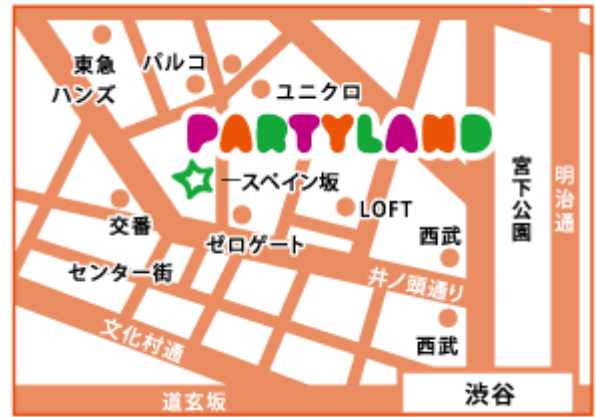 東急
ハンズ
パルコ
ユニクロ
PARTYLAND
スペイン坂
LOFT
宮下公園
明治通
交番
ゼロゲート
西武
センター街
井ノ頭通り
西武
文化村通
道玄坂
渋谷